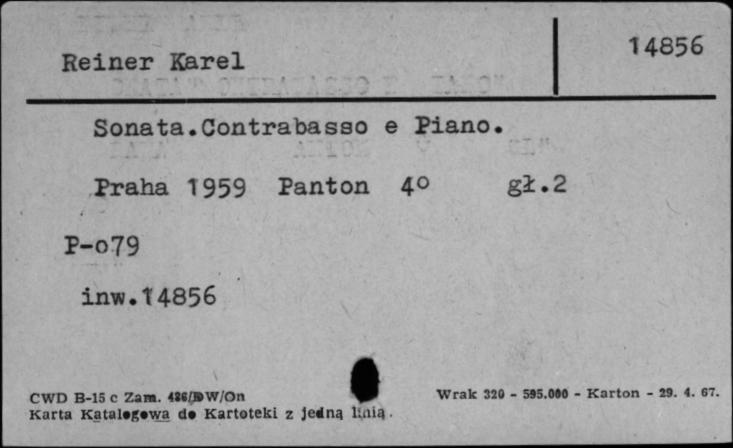 Reiner Karel
14856
Sonata.Contrabasso e Piano.
Praha 1959 Panton 4° gł.2
P-o79
inw.14856
CWD B-15 c Zam. W/On
Wrak 320 - 595.000 - Karton - 29. 4. 67.
Karta Katalogowa do Kartoteki z jedną linią.